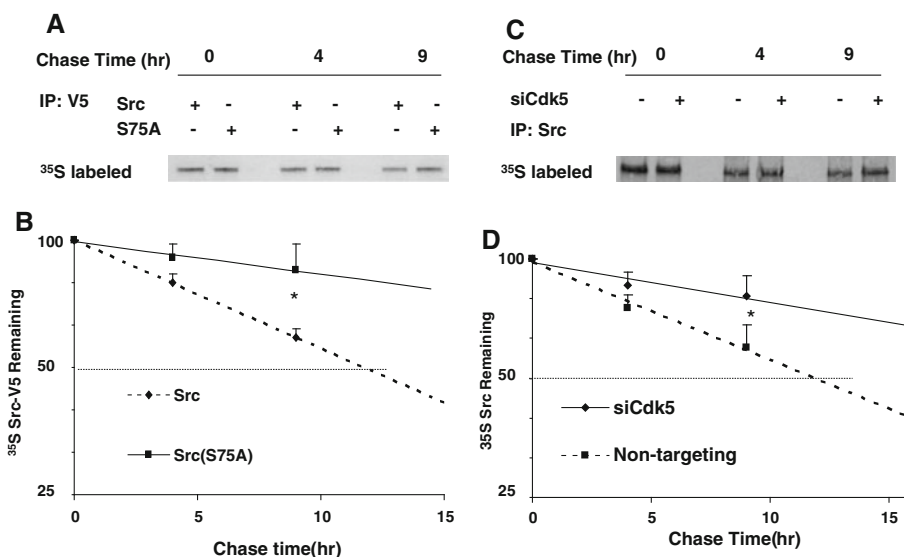 A
Chase Time (hr) 0 4 9
IP: V5 Src + - + - + -
S75A - + - + - +
³⁵S labeled
B
100
50
25
³⁵S Src-V5 Remaining
Src
Src(S75A)
*
0 5 10 15
Chase time(hr)
C
Chase Time (hr) 0 4 9
siCdk5 - + - + - +
IP: Src
³⁵S labeled
D
100
50
25
³⁵S Src Remaining
*
siCdk5
Non-targeting
0 5 10 15
Chase Time(hr)